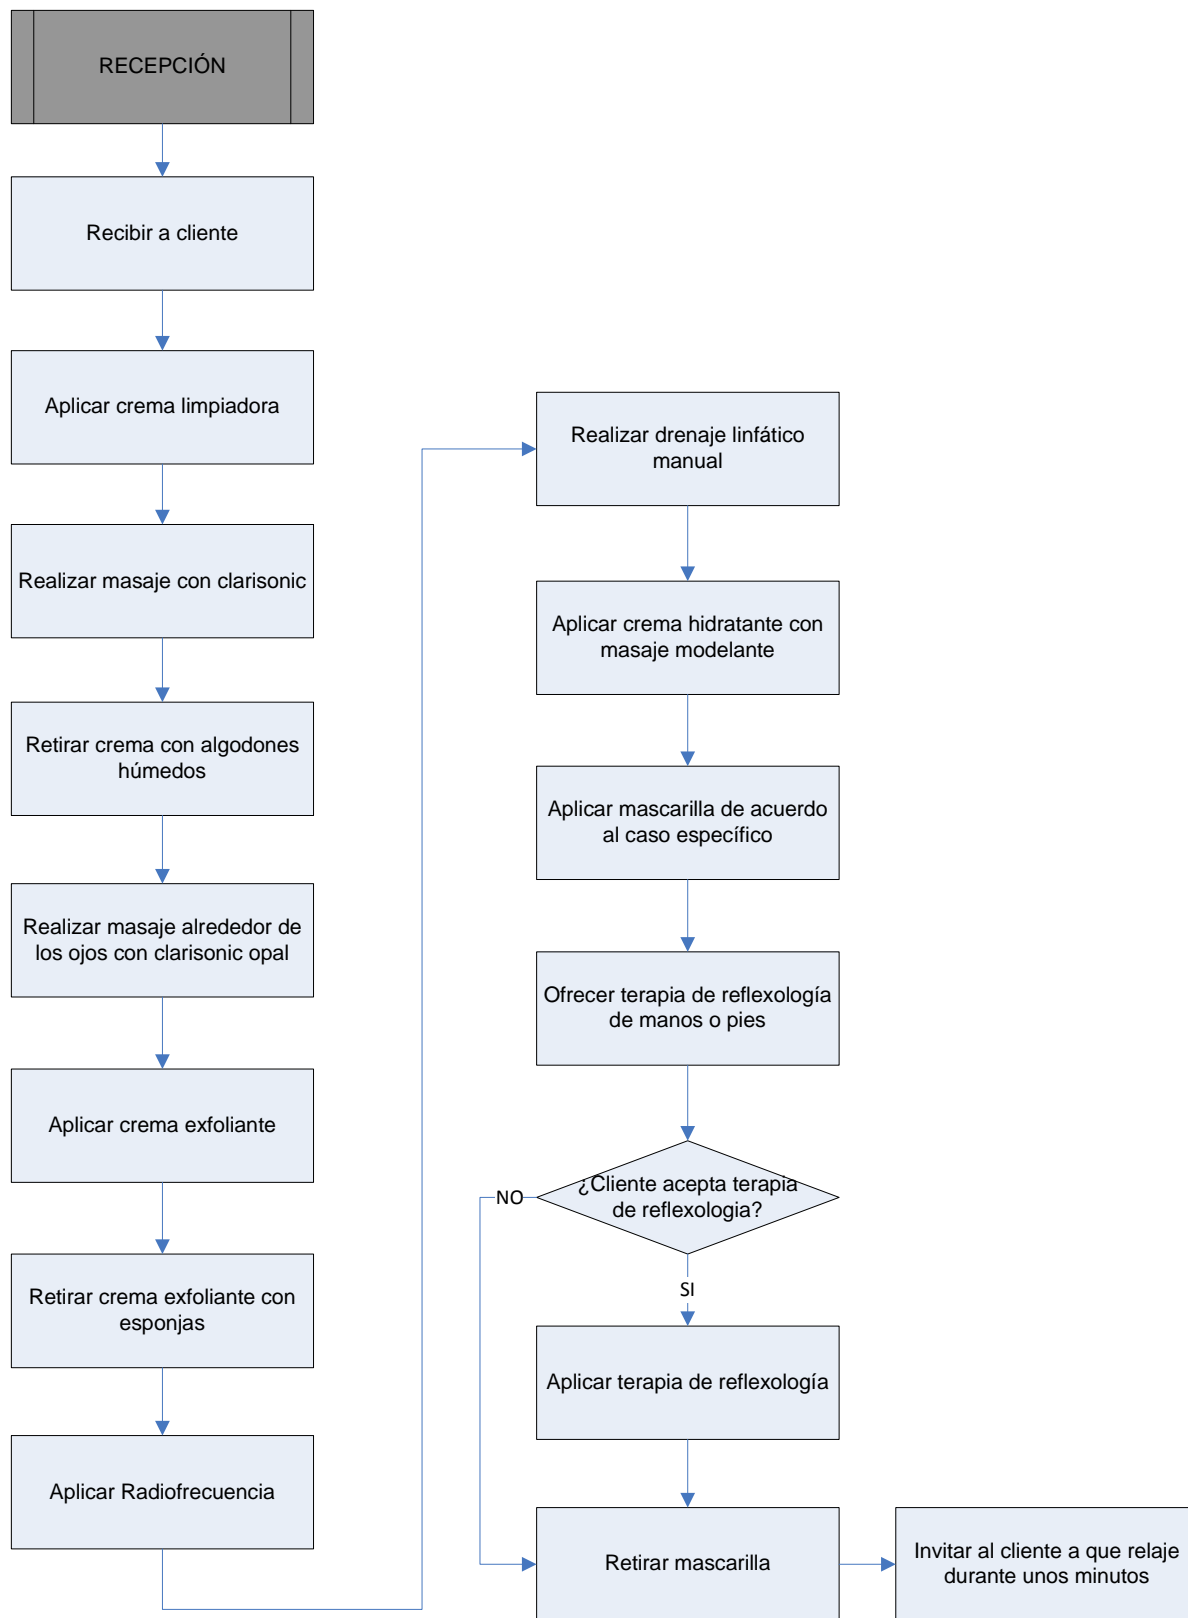 RECEPCIÓN
Recibir a cliente
Aplicar crema limpiadora
Realizar masaje con clarisonic
Retirar crema con algodones
húmedos
Realizar masaje alrededor de
los ojos con clarisonic opal
Aplicar crema exfoliante
Retirar crema exfoliante con
esponjas
Aplicar Radiofrecuencia
Realizar drenaje linfático
manual
Aplicar crema hidratante con
masaje modelante
Aplicar mascarilla de acuerdo
al caso específico
Ofrecer terapia de reflexología
de manos o pies
¿Cliente acepta terapia
de reflexologia?
NO
SI
Aplicar terapia de reflexología
Retirar mascarilla
Invitar al cliente a que relaje
durante unos minutos